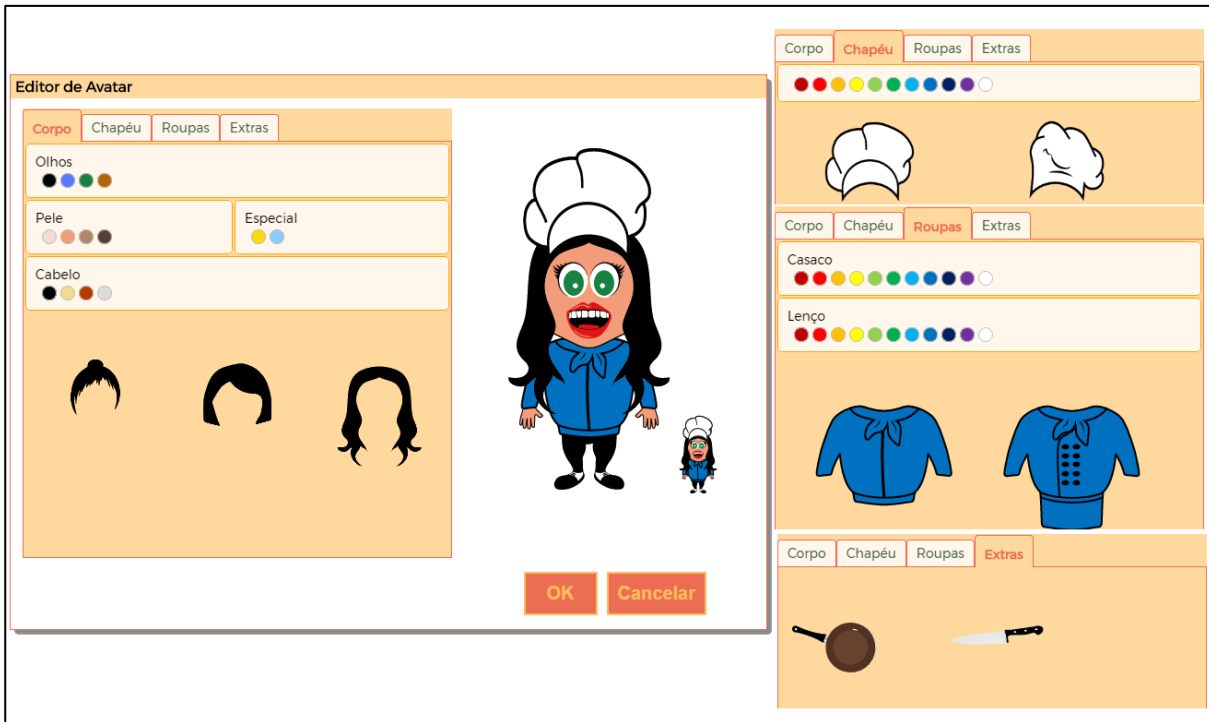 Editor de Avatar
Corpo Chapéu Roupas Extras
Olhos
Pele Especial
Cabelo
OK Cancelar
Corpo Chapéu Roupas Extras
Corpo Chapéu Roupas Extras
Casaco
Lenço
Corpo Chapéu Roupas Extras